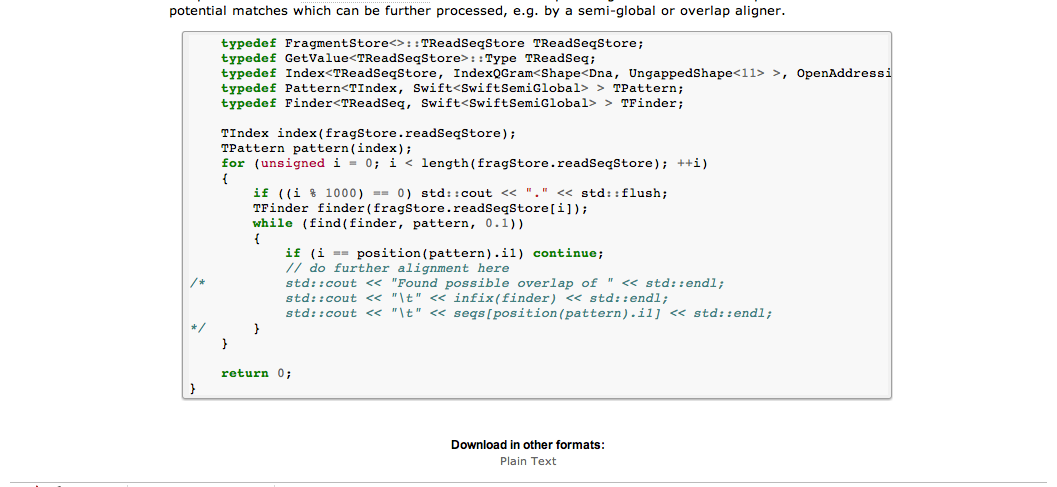 potential matches which can be further processed, e.g. by a semi-global or overlap aligner.
typedef FragmentStore<>::TReadSeqStore TReadSeqStore;
typedef GetValue<TReadSeqStore>::Type TReadSeq;
typedef Index<TReadSeqStore, IndexQGram<Shape<Dna, UngappedShape<11> >, OpenAddressi
typedef Pattern<TIndex, Swift<SwiftSemiGlobal> > TPattern;
typedef Finder<TReadSeq, Swift<SwiftSemiGlobal> > TFinder;
TIndex index(fragStore.readSeqStore);
TPattern pattern(index);
for (unsigned i = 0; i < length(fragStore.readSeqStore); ++i)
{
if ((i % 1000) == 0) std::cout << "." << std::flush;
TFinder finder(fragStore.readSeqStore[i]);
while (find(finder, pattern, 0.1))
{
if (i == position(pattern).i1) continue;
// do further alignment here
/* std::cout << "Found possible overlap of " << std::endl;
std::cout << "\t" << infix(finder) << std::endl;
std::cout << "\t" << seqs[position(pattern).i1] << std::endl;
*/ }
}
return 0;
}
Download in other formats:
Plain Text